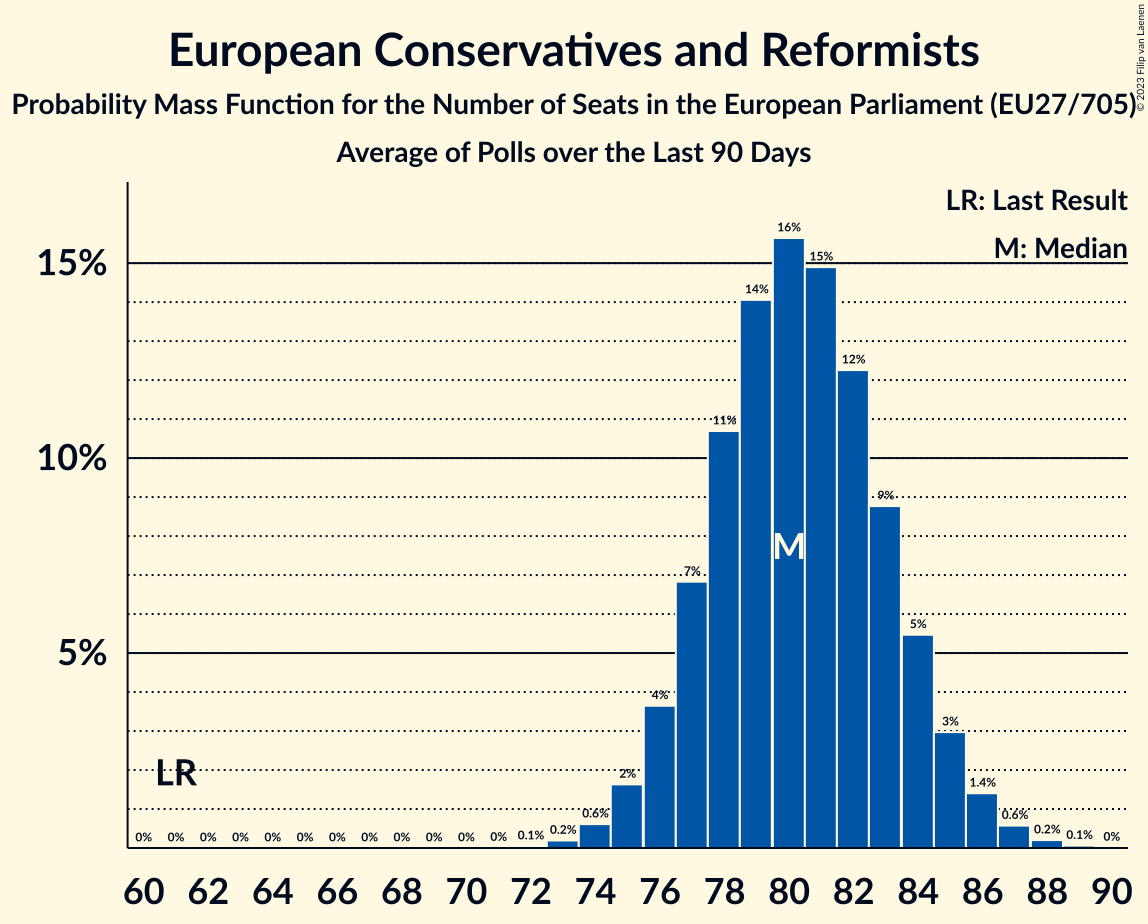 European Conservatives and Reformists
Probability Mass Function for the Number of Seats in the European Parliament (EU27/705)
Average of Polls over the Last 90 Days
© 2023 Filip van Laenen
LR: Last Result
M: Median
15%
10%
5%
0% 0% 0% 0% 0% 0% 0% 0% 0% 0% 0% 0% 0.1% 0.2% 0.6% 2% 4% 7% 11% 14% 16% 15% 12% 9% 5% 3% 1.4% 0.6% 0.2% 0.1% 0%
M
LR
60 62 64 66 68 70 72 74 76 78 80 82 84 86 88 90